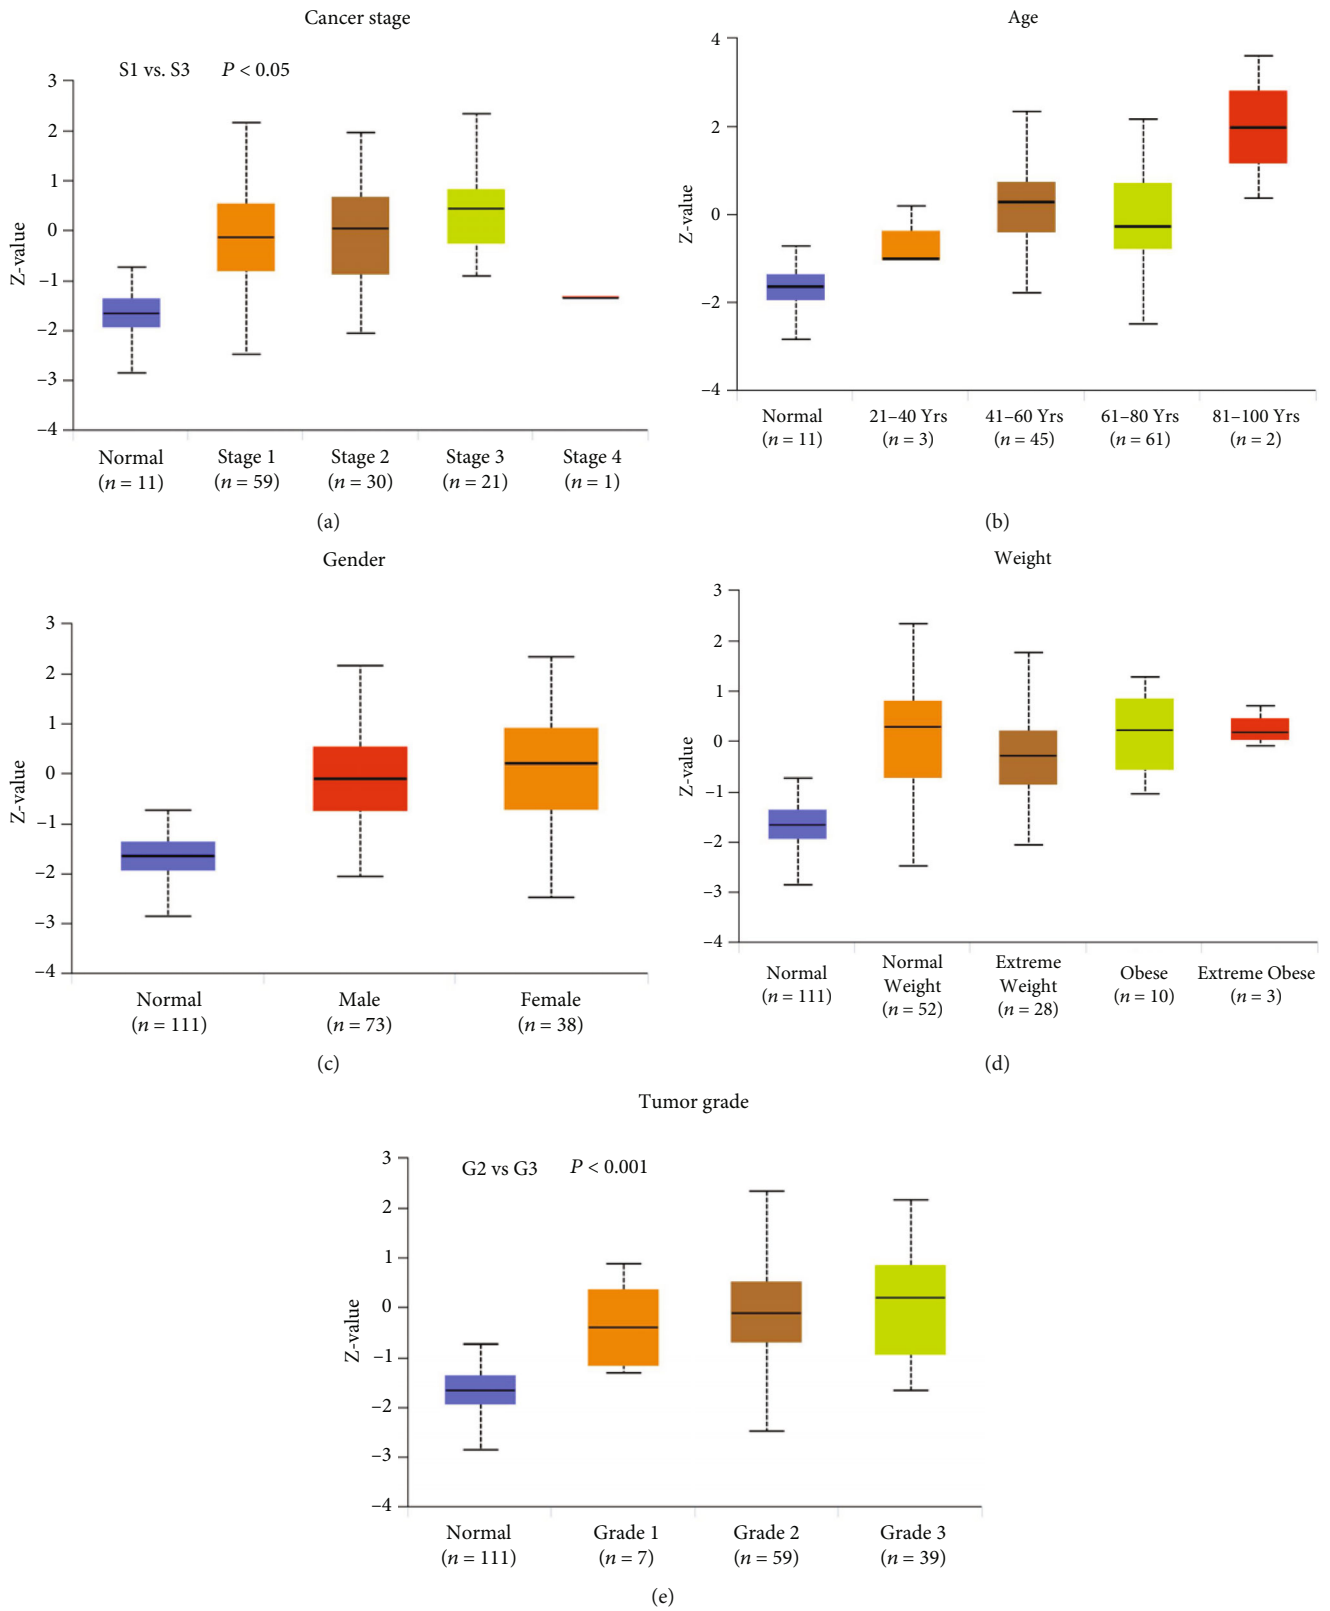 Cancer stage
S1 vs. S3 P < 0.05
3
2
1
0
−1
−2
−3
−4
Z-value
Normal
(n = 11)
Stage 1
(n = 59)
Stage 2
(n = 30)
Stage 3
(n = 21)
Stage 4
(n = 1)
(a)
Age
4
2
0
−2
−4
Z-value
Normal
(n = 11)
21–40 Yrs
(n = 3)
41–60 Yrs
(n = 45)
61–80 Yrs
(n = 61)
81–100 Yrs
(n = 2)
(b)
Gender
3
2
1
0
−1
−2
−3
−4
Z-value
Normal
(n = 111)
Male
(n = 73)
Female
(n = 38)
(c)
Weight
3
2
1
0
−1
−2
−3
−4
Z-value
Normal
(n = 111)
Normal
Weight
(n = 52)
Extreme
Weight
(n = 28)
Obese
(n = 10)
Extreme Obese
(n = 3)
(d)
Tumor grade
G2 vs G3 P < 0.001
3
2
1
0
−1
−2
−3
−4
Z-value
Normal
(n = 111)
Grade 1
(n = 7)
Grade 2
(n = 59)
Grade 3
(n = 39)
(e)